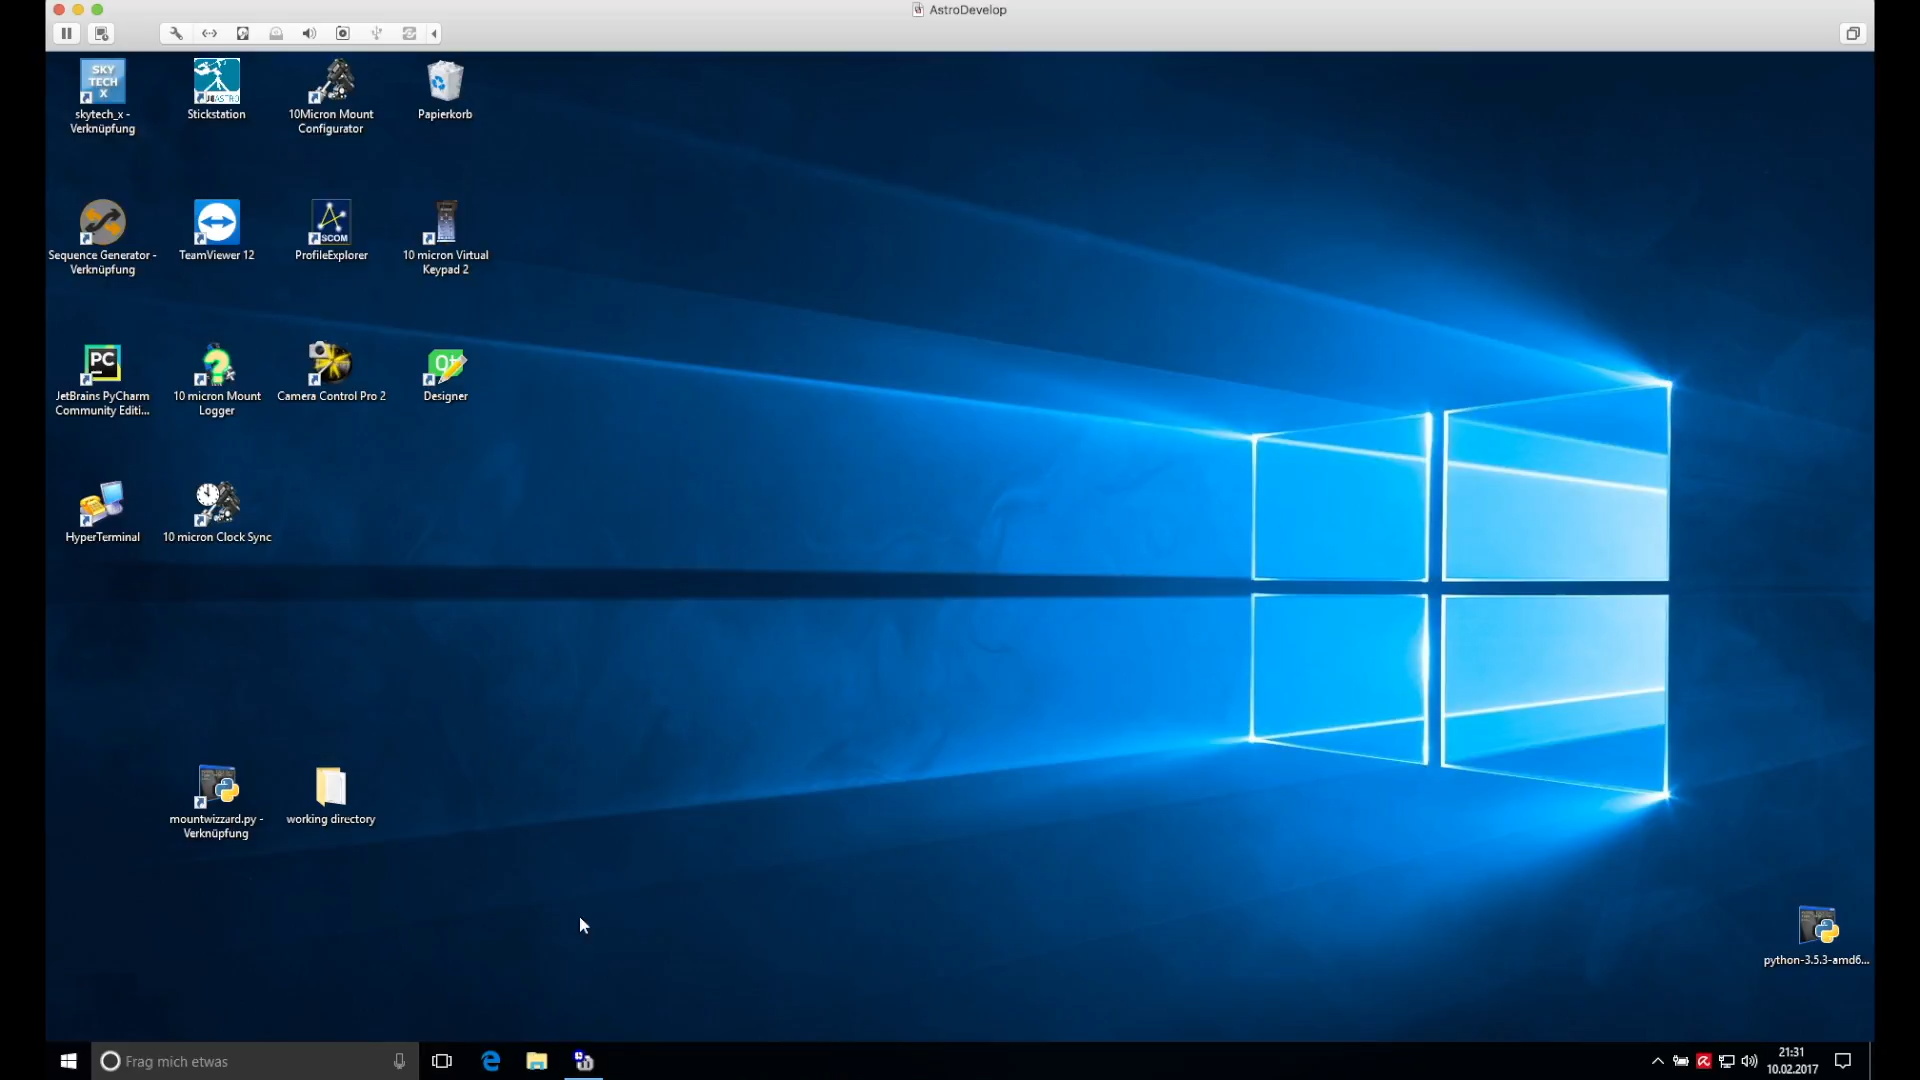 AstroDevelop
SKY
TECH
X
skytech_x -
Verknüpfung
Stickstation
10Micron Mount
Configurator
Papierkorb
Sequence Generator -
Verknüpfung
TeamViewer 12
SCOM
ProfileExplorer
10 micron Virtual
Keypad 2
PC
JetBrains PyCharm
Community Editi...
10 micron Mount
Logger
Camera Control Pro 2
Qt
Designer
HyperTerminal
10 micron Clock Sync
mountwizzard.py -
Verknüpfung
working directory
python-3.5.3-amd6...
Frag mich etwas
21:31
10.02.2017